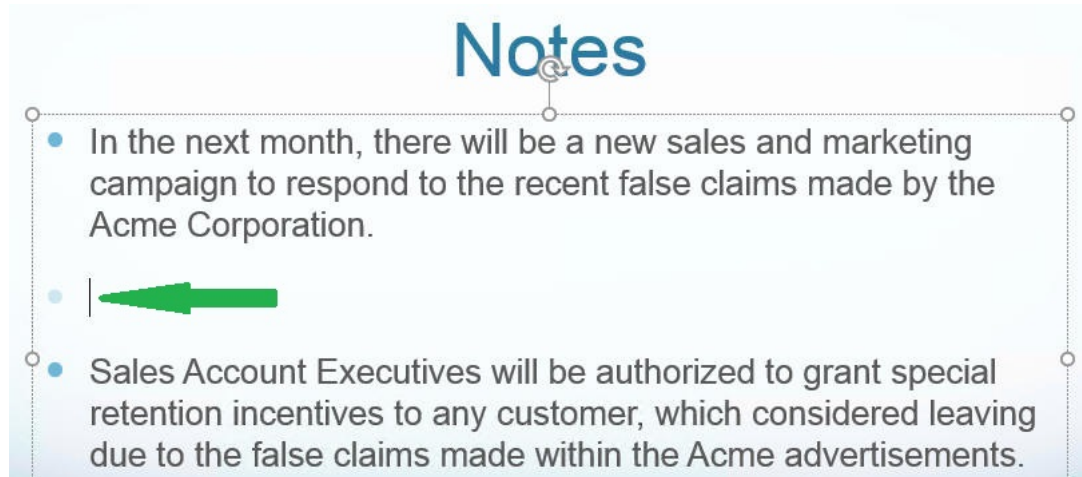 Notes
In the next month, there will be a new sales and marketing
campaign to respond to the recent false claims made by the
Acme Corporation.
Sales Account Executives will be authorized to grant special
retention incentives to any customer, which considered leaving
due to the false claims made within the Acme advertisements.